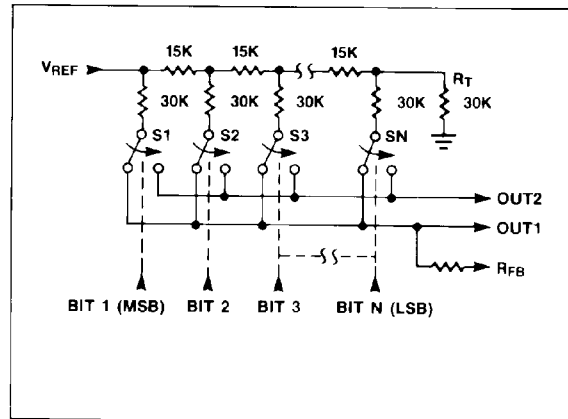 15K 15K 15K
VREF
RT
30K 30K 30K 30K 30K
S1 S2 S3 SN
OUT2
OUT1
RFB
BIT 1 (MSB) BIT 2 BIT 3 BIT N (LSB)